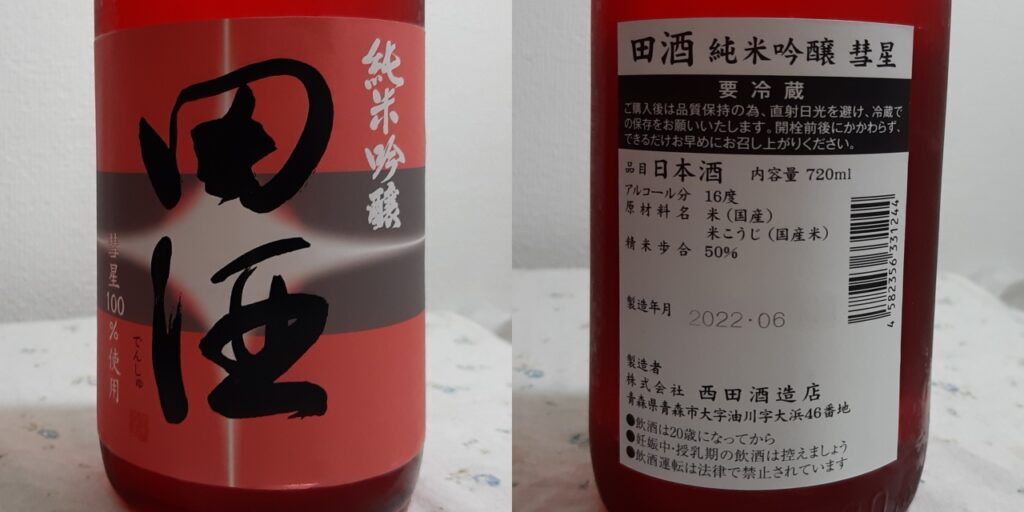 純米吟醸
田酒
彗星100%使用
でんしゅ
田酒 純米吟醸 彗星
要冷蔵
ご購入後は品質保持の為、直射日光を避け、冷蔵で
の保存をお願いいたします。開栓前後にかかわらず、
できるだけお早めにお召し上がりください。
品目 日本酒 内容量 720ml
アルコール分 16度
原材料名 米(国産)
米こうじ(国産米)
精米歩合 50%
製造年月 2022・06
製造者
株式会社 西田酒造店
青森県青森市大字油川字大浜46番地
●飲酒は20歳になってから
●妊娠中・授乳期の飲酒は控えましょう
●飲酒運転は法律で禁止されています
4 582356 331244